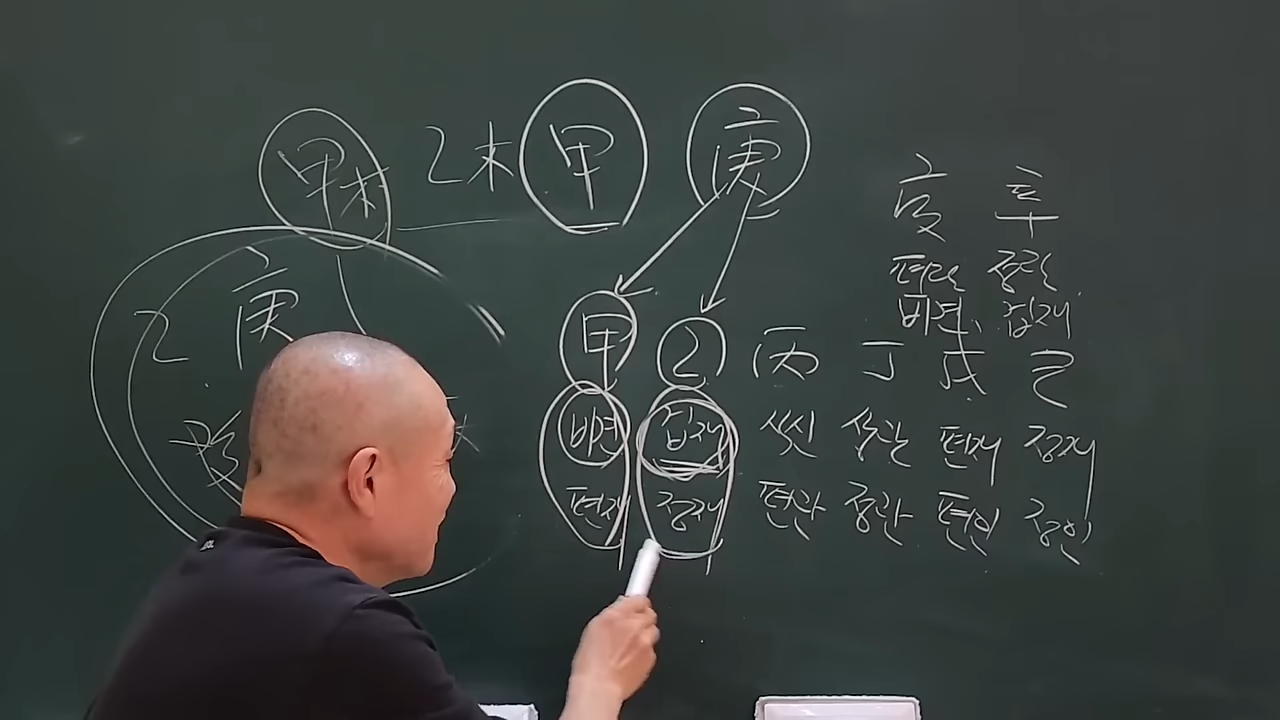 甲木 乙木 甲 庚
庚 辛
편관 정관
비견 겁재
乙 庚
甲 乙 丙 丁 戊 己
비견 겁재 식신 상관 편재 정재
편재 정재 편관 정관 편인 정인